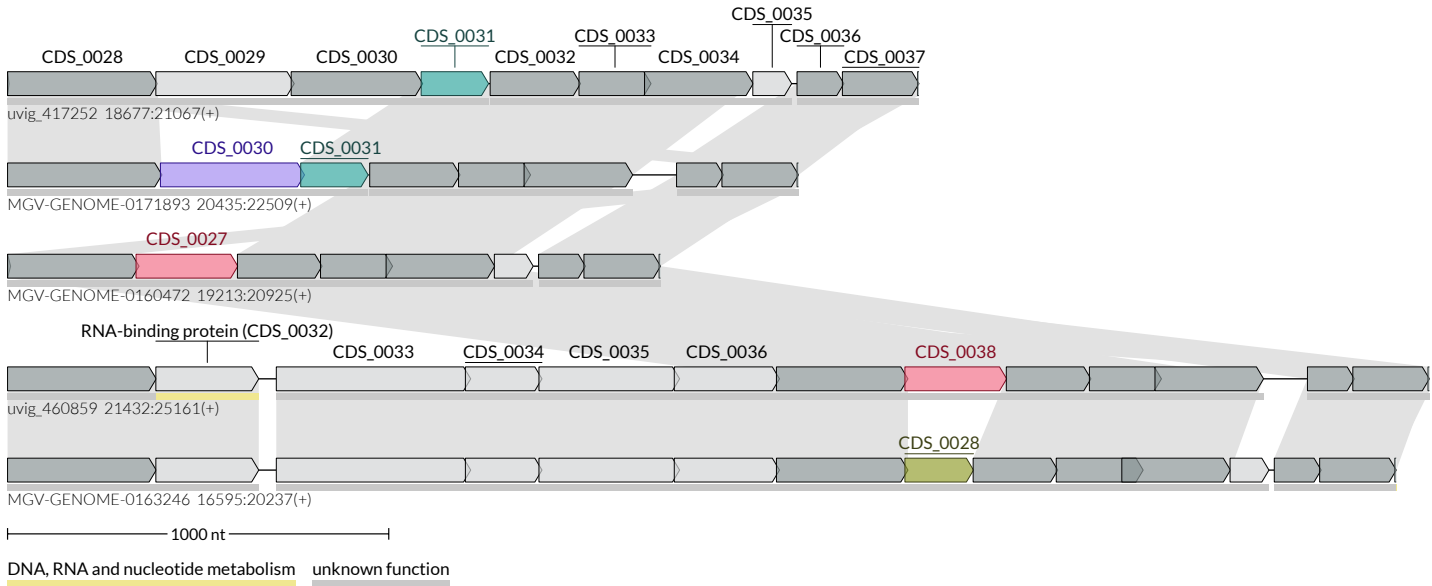 CDS_0035
CDS_0031 CDS_0033 CDS_0036
CDS_0028 CDS_0029 CDS_0030 CDS_0032 CDS_0034 CDS_0037
uvig_417252 18677:21067(+)
CDS_0030 CDS_0031
MGV-GENOME-0171893 20435:22509(+)
CDS_0027
MGV-GENOME-0160472 19213:20925(+)
RNA-binding protein (CDS_0032)
CDS_0033 CDS_0034 CDS_0035 CDS_0036 CDS_0038
uvig_460859 21432:25161(+)
CDS_0028
MGV-GENOME-0163246 16595:20237(+)
1000 nt
DNA, RNA and nucleotide metabolism unknown function